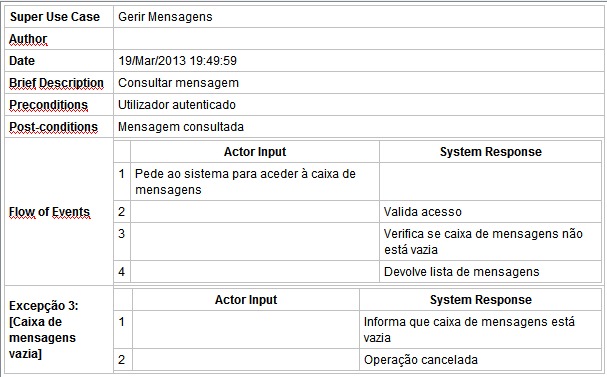 Super Use Case Gerir Mensagens
Author
Date 19/Mar/2013 19:49:59
Brief Description Consultar mensagem
Preconditions Utilizador autenticado
Post-conditions Mensagem consultada
Flow of Events
Actor Input System Response
1 Pede ao sistema para aceder à caixa de
mensagens
2 Valida acesso
3 Verifica se caixa de mensagens não
está vazia
4 Devolve lista de mensagens
Excepção 3:
[Caixa de
mensagens
vazia]
Actor Input System Response
1 Informa que caixa de mensagens está
vazia
2 Operação cancelada